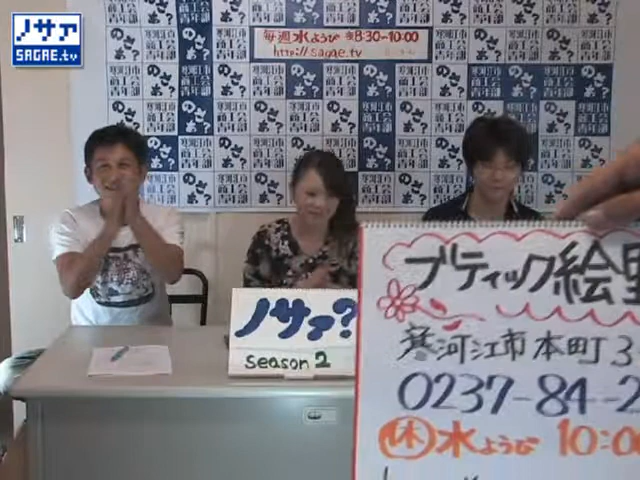 ノサァ
SAGAE.tv
毎週水ようび 夜8:30~10:00
http://sagae.tv
のさあ?
寒河江市
商工会
青年部
ノサァ?
season 2
ブティック絵
寒河江市本町3
0237-84-2
休 水ようび 10:00